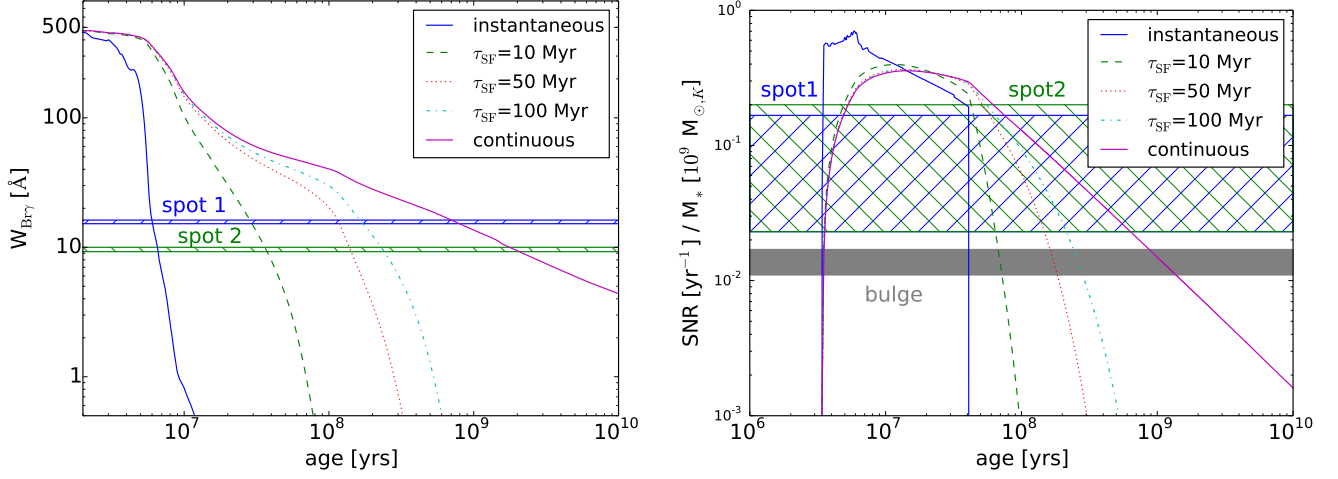 500
100
10
1
W_Brγ [Å]
instantaneous
τ_SF=10 Myr
τ_SF=50 Myr
τ_SF=100 Myr
continuous
spot 1
spot 2
10^7
10^8
10^9
10^10
age [yrs]
10^0
10^-1
10^-2
10^-3
SNR [yr^-1] / M_* [10^9 M_⊙,K]
instantaneous
τ_SF=10 Myr
τ_SF=50 Myr
τ_SF=100 Myr
continuous
spot1
spot2
bulge
10^6
10^7
10^8
10^9
10^10
age [yrs]